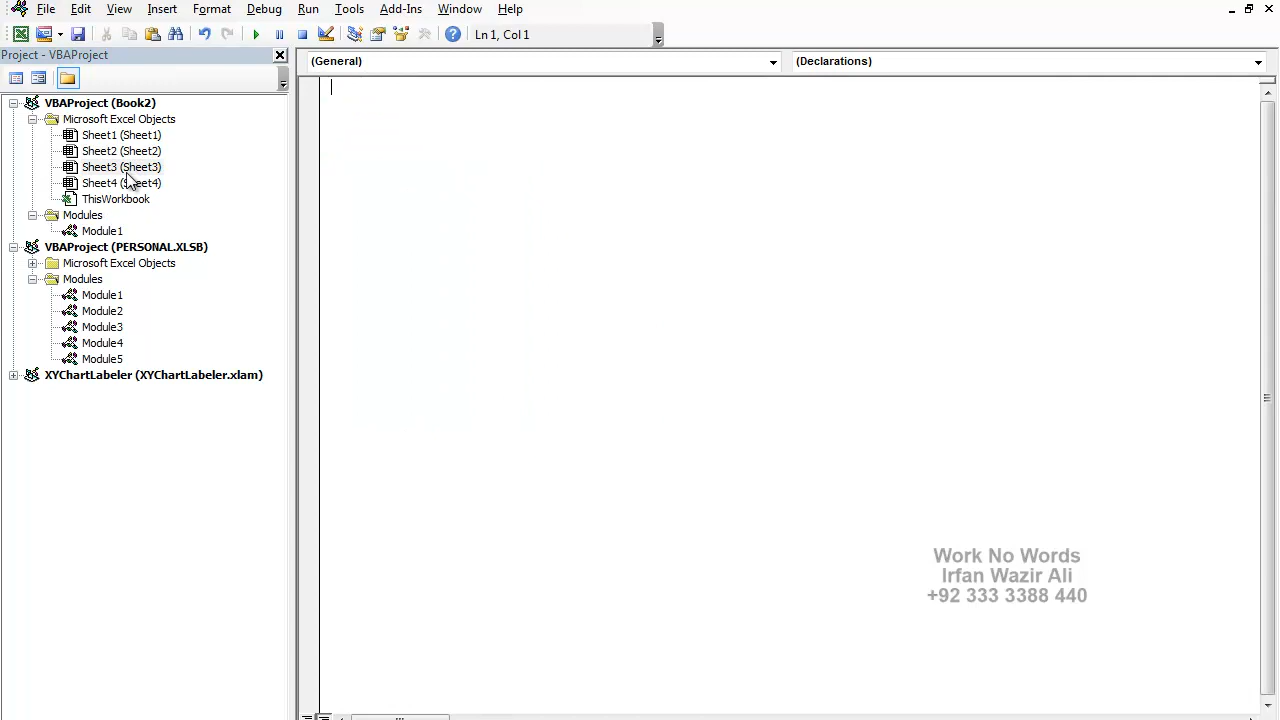 File Edit View Insert Format Debug Run Tools Add-Ins Window Help
Ln 1, Col 1
Project - VBAProject
(General) (Declarations)
VBAProject (Book2)
Microsoft Excel Objects
Sheet1 (Sheet1)
Sheet2 (Sheet2)
Sheet3 (Sheet3)
Sheet4 (Sheet4)
ThisWorkbook
Modules
Module1
VBAProject (PERSONAL.XLSB)
Microsoft Excel Objects
Modules
Module1
Module2
Module3
Module4
Module5
XYChartLabeler (XYChartLabeler.xlam)
Work No Words
Irfan Wazir Ali
+92 333 3388 440